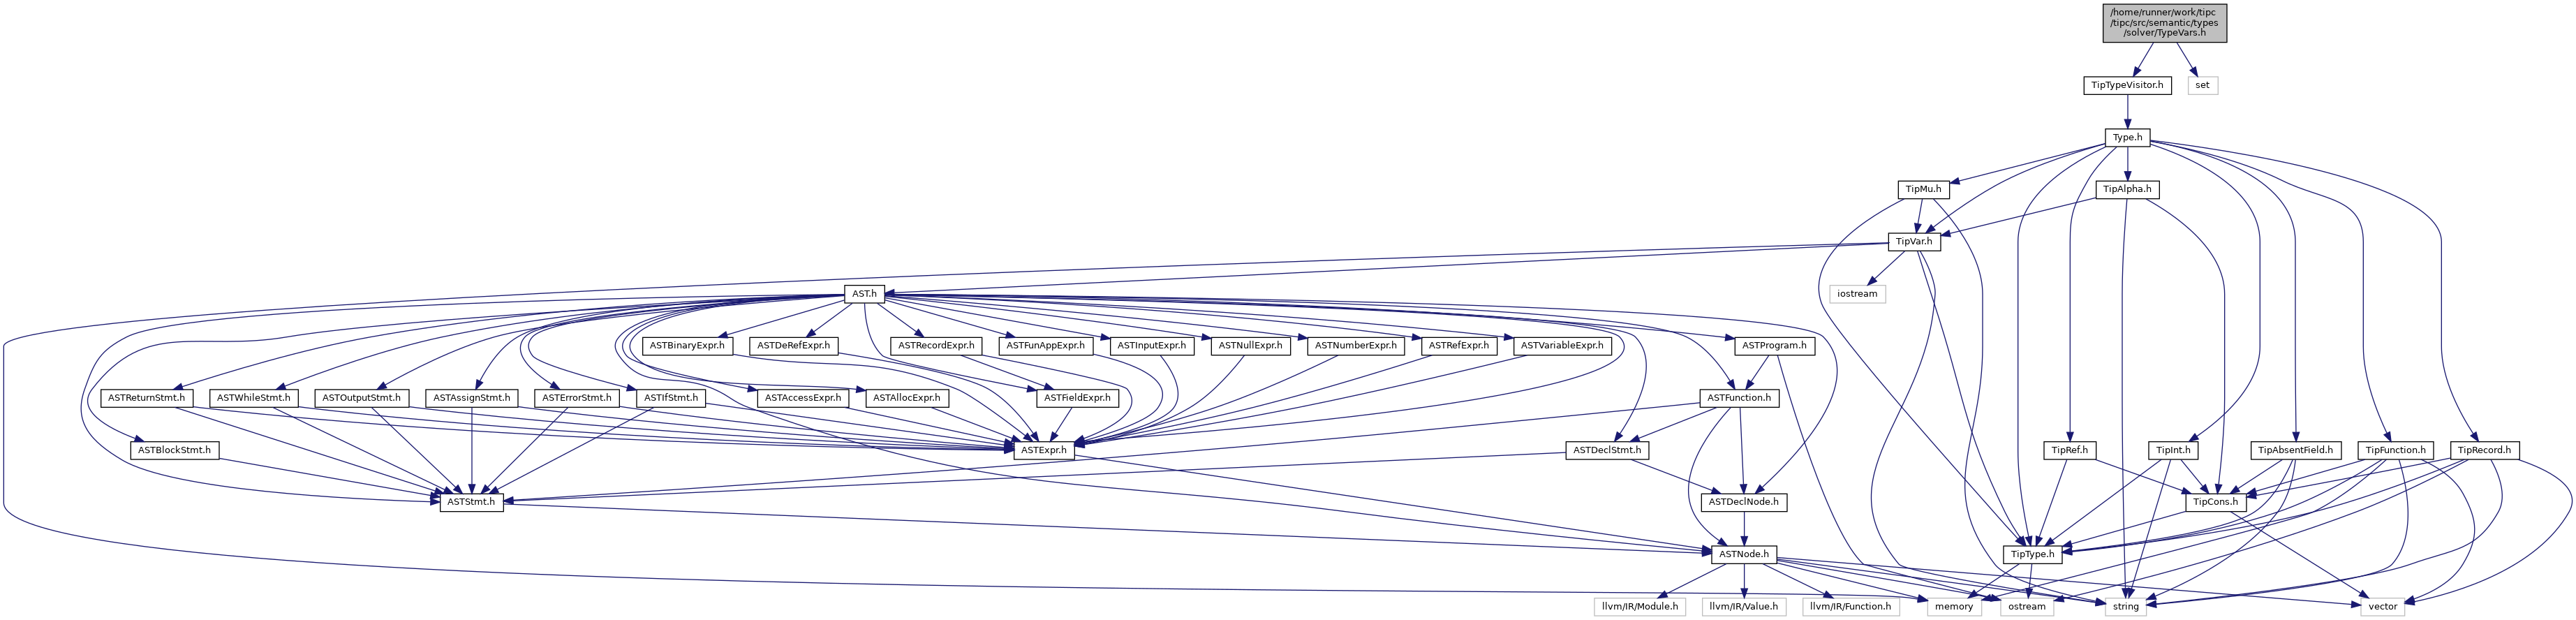 /home/runner/work/tipc
/tipc/src/semantic/types
/solver/TypeVars.h
TipTypeVisitor.h
set
Type.h
TipMu.h
TipAlpha.h
TipVar.h
AST.h
iostream
ASTBinaryExpr.h
ASTDeRefExpr.h
ASTRecordExpr.h
ASTFunAppExpr.h
ASTInputExpr.h
ASTNullExpr.h
ASTNumberExpr.h
ASTRefExpr.h
ASTVariableExpr.h
ASTProgram.h
ASTReturnStmt.h
ASTWhileStmt.h
ASTOutputStmt.h
ASTAssignStmt.h
ASTErrorStmt.h
ASTIfStmt.h
ASTAccessExpr.h
ASTAllocExpr.h
ASTFieldExpr.h
ASTFunction.h
ASTBlockStmt.h
ASTExpr.h
ASTDeclStmt.h
TipRef.h
TipInt.h
TipAbsentField.h
TipFunction.h
TipRecord.h
ASTStmt.h
ASTDeclNode.h
TipCons.h
ASTNode.h
TipType.h
llvm/IR/Module.h
llvm/IR/Value.h
llvm/IR/Function.h
memory
ostream
string
vector